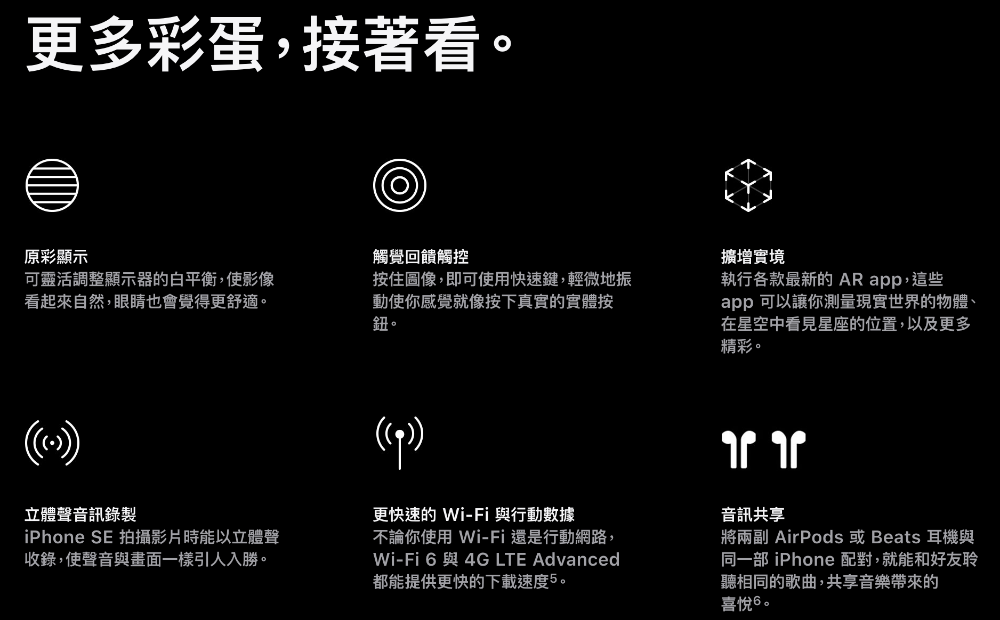 更多彩蛋，接著看。
原彩顯示
可靈活調整顯示器的白平衡，使影像
看起來自然，眼睛也會覺得更舒適。
觸覺回饋觸控
按住圖像，即可使用快速鍵，輕微地振
動使你感覺就像按下真實的實體按
鈕。
擴增實境
執行各款最新的 AR app，這些
app 可以讓你測量現實世界的物體、
在星空中看見星座的位置，以及更多
精彩。
立體聲音訊錄製
iPhone SE 拍攝影片時能以立體聲
收錄，使聲音與畫面一樣引人入勝。
更快速的 Wi-Fi 與行動數據
不論你使用 Wi-Fi 還是行動網路，
Wi-Fi 6 與 4G LTE Advanced
都能提供更快的下載速度⁵。
音訊共享
將兩副 AirPods 或 Beats 耳機與
同一部 iPhone 配對，就能和好友聆
聽相同的歌曲，共享音樂帶來的
喜悅⁶。